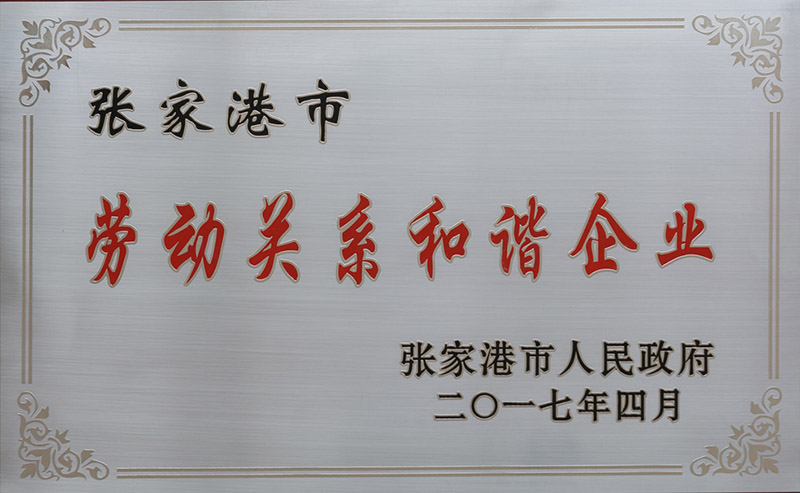 张家港市
劳动关系和谐企业
张家港市人民政府
二〇一七年四月